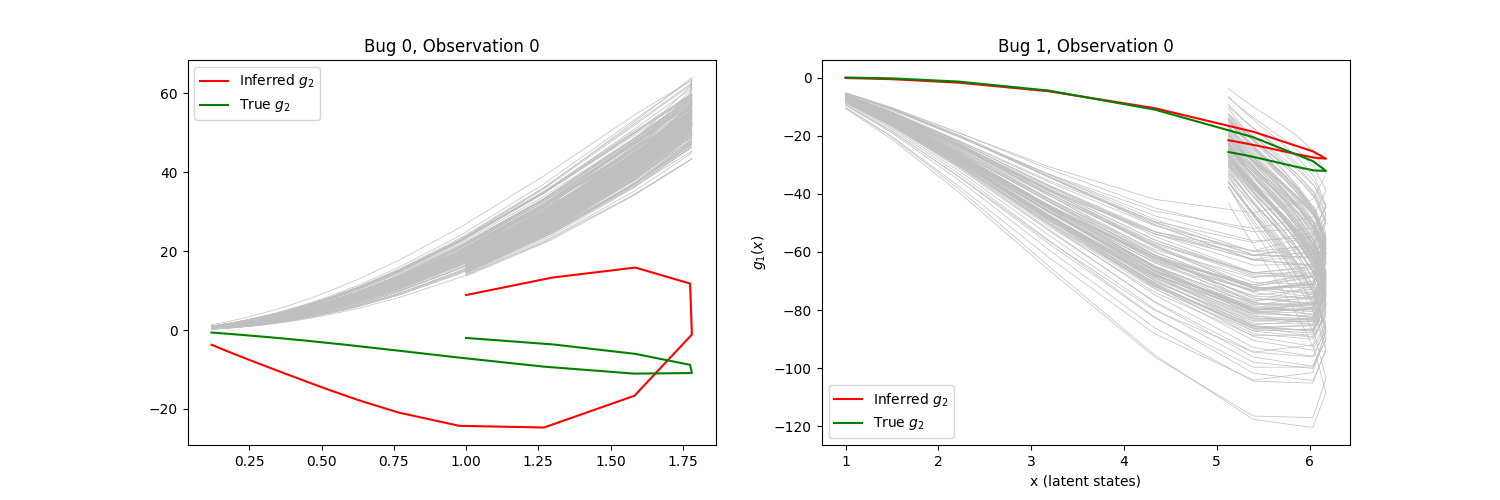 Bug 0, Observation 0
Inferred g₂
True g₂
60
40
20
0
−20
0.25 0.50 0.75 1.00 1.25 1.50 1.75
Bug 1, Observation 0
0
−20
−40
−60
−80
−100
−120
g₁(x)
Inferred g₂
True g₂
1 2 3 4 5 6
x (latent states)